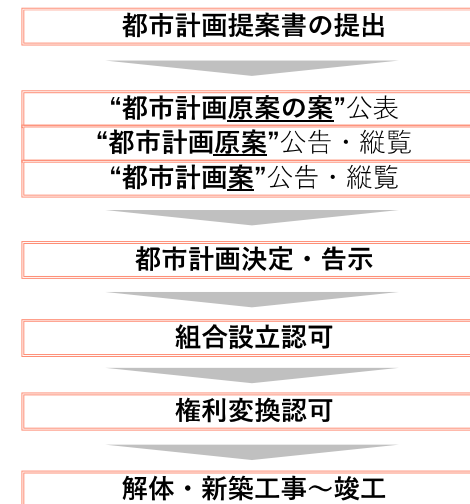 都市計画提案書の提出
“都市計画原案の案”公表
“都市計画原案”公告・縦覧
“都市計画案”公告・縦覧
都市計画決定・告示
組合設立認可
権利変換認可
解体・新築工事～竣工